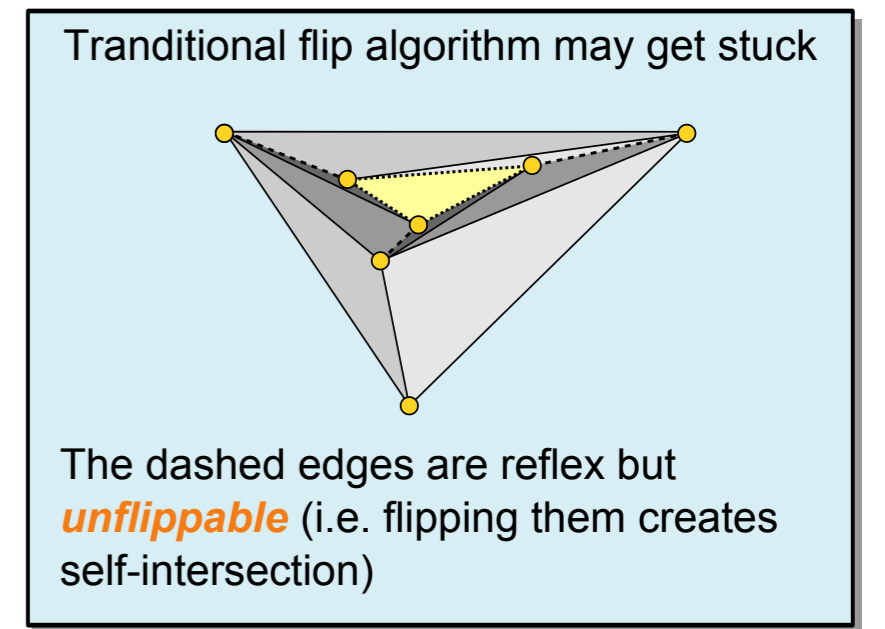 Tranditional flip algorithm may get stuck
The dashed edges are reflex but
unflippable (i.e. flipping them creates
self-intersection)